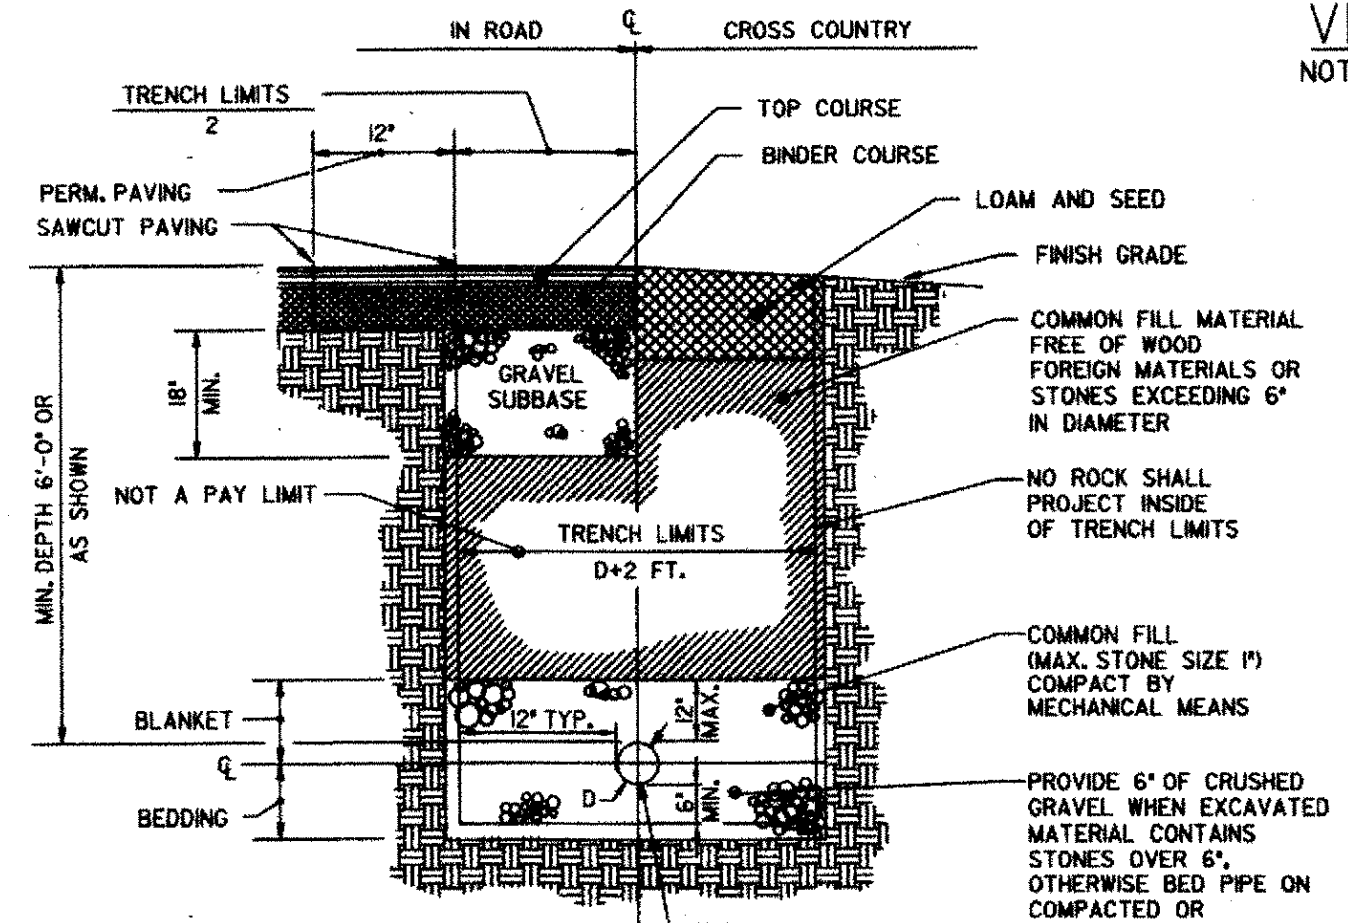 IN ROAD
℄
CROSS COUNTRY
NOT
TRENCH LIMITS
2
12"
TOP COURSE
BINDER COURSE
PERM. PAVING
SAWCUT PAVING
LOAM AND SEED
FINISH GRADE
COMMON FILL MATERIAL
FREE OF WOOD
FOREIGN MATERIALS OR
STONES EXCEEDING 6"
IN DIAMETER
18"
MIN.
GRAVEL
SUBBASE
MIN. DEPTH 6'-0" OR
AS SHOWN
NOT A PAY LIMIT
TRENCH LIMITS
D+2 FT.
NO ROCK SHALL
PROJECT INSIDE
OF TRENCH LIMITS
COMMON FILL
(MAX. STONE SIZE 1")
COMPACT BY
MECHANICAL MEANS
BLANKET
12" TYP.
12"
MAX.
℄
BEDDING
D
6"
MIN.
PROVIDE 6" OF CRUSHED
GRAVEL WHEN EXCAVATED
MATERIAL CONTAINS
STONES OVER 6",
OTHERWISE BED PIPE ON
COMPACTED OR